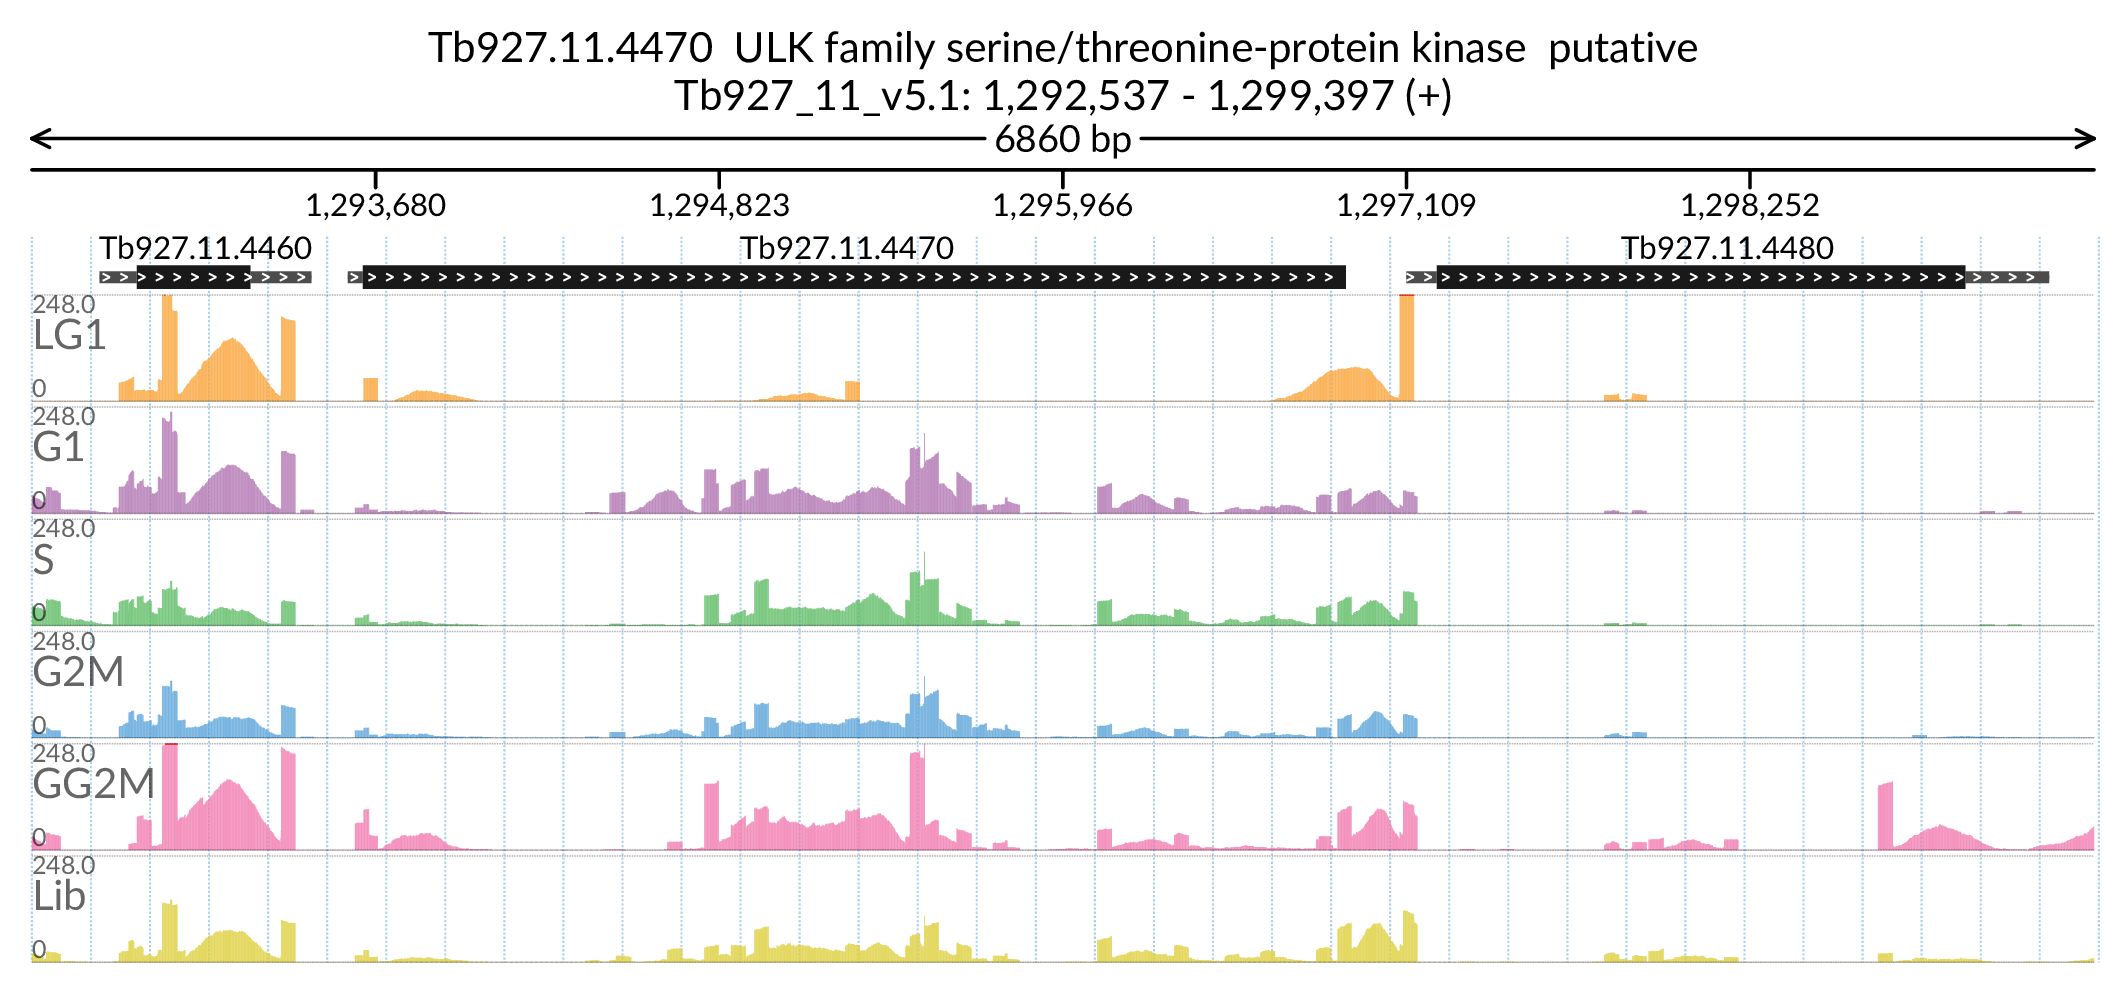 Tb927.11.4470  ULK family serine/threonine-protein kinase  putative
Tb927_11_v5.1: 1,292,537 - 1,299,397 (+)
6860 bp
1,293,680 1,294,823 1,295,966 1,297,109 1,298,252
Tb927.11.4460 Tb927.11.4470 Tb927.11.4480
248.0
LG1
0
248.0
G1
0
248.0
S
0
248.0
G2M
0
248.0
GG2M
0
248.0
Lib
0